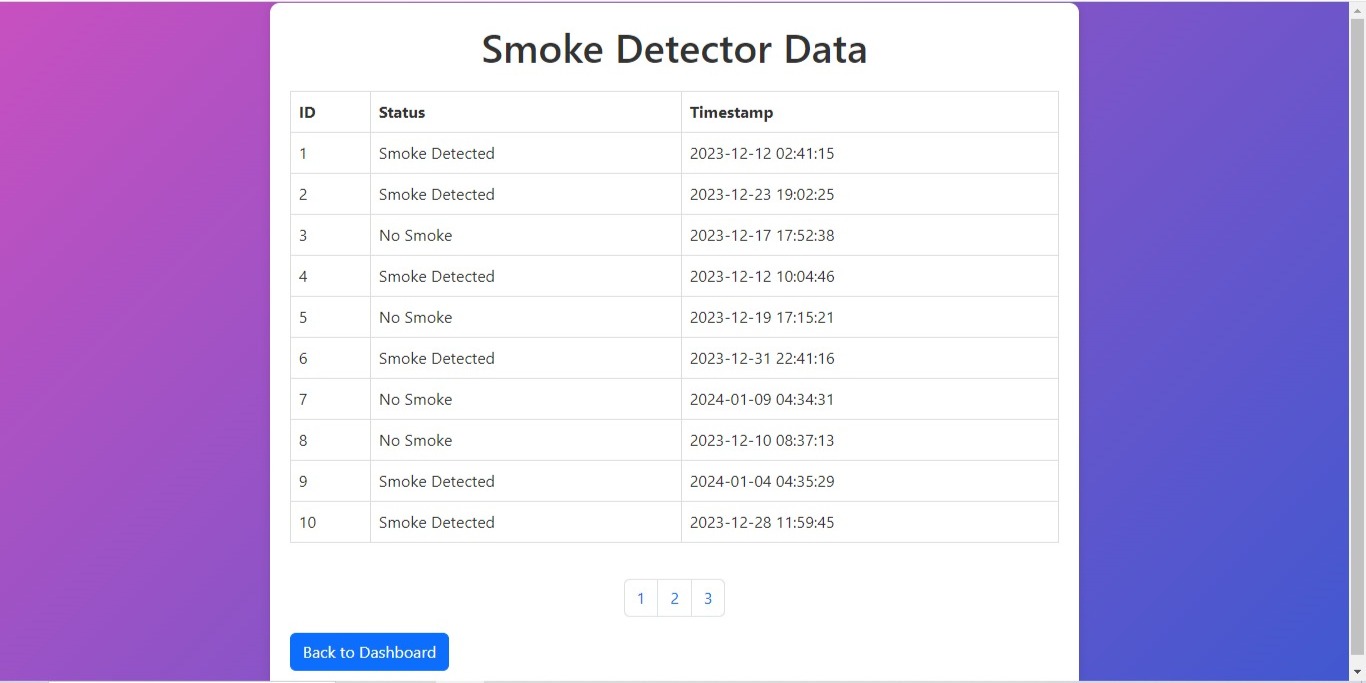 Smoke Detector Data
ID Status Timestamp
1 Smoke Detected 2023-12-12 02:41:15
2 Smoke Detected 2023-12-23 19:02:25
3 No Smoke 2023-12-17 17:52:38
4 Smoke Detected 2023-12-12 10:04:46
5 No Smoke 2023-12-19 17:15:21
6 Smoke Detected 2023-12-31 22:41:16
7 No Smoke 2024-01-09 04:34:31
8 No Smoke 2023-12-10 08:37:13
9 Smoke Detected 2024-01-04 04:35:29
10 Smoke Detected 2023-12-28 11:59:45
1 2 3
Back to Dashboard